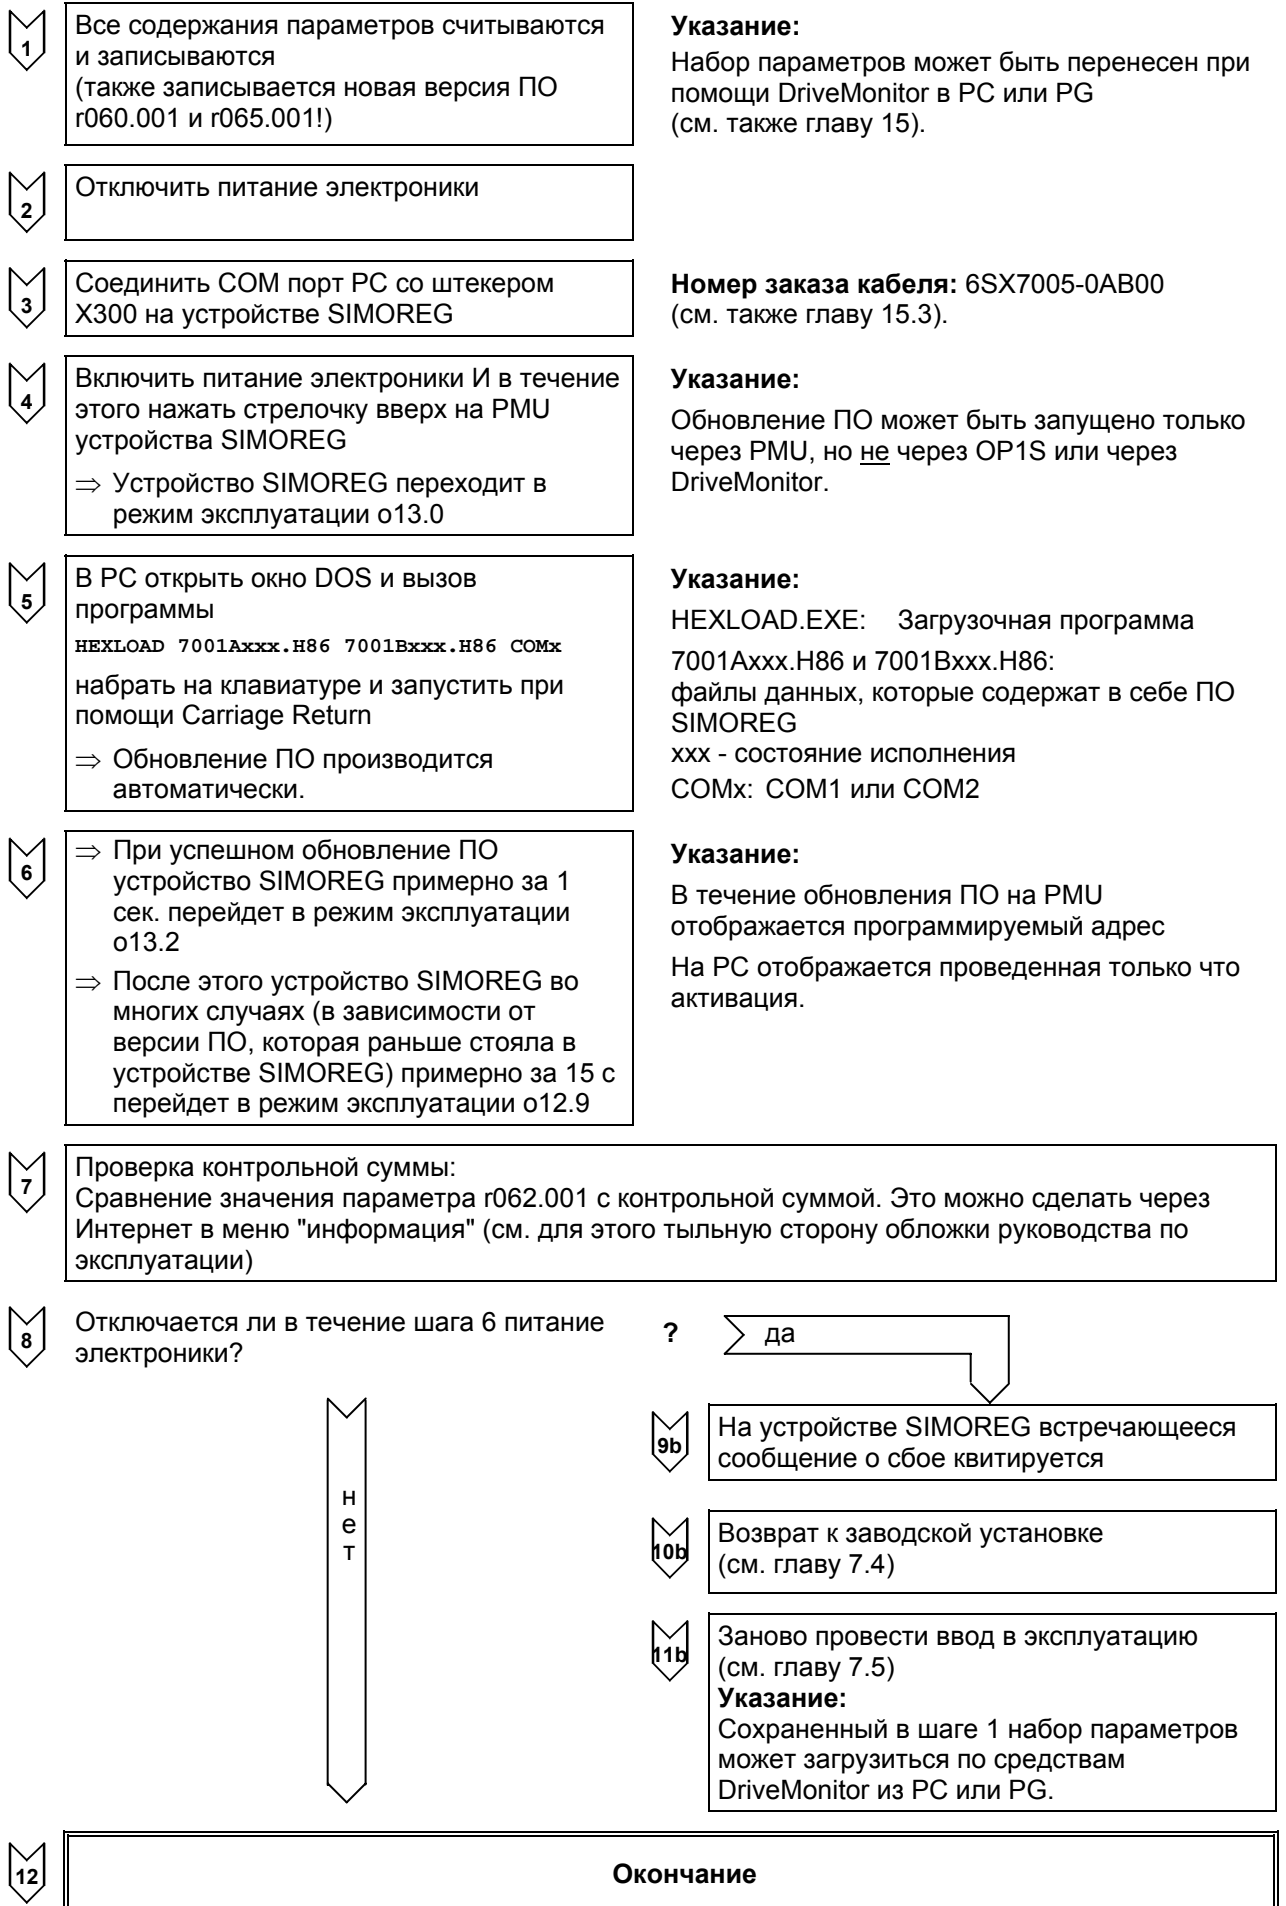 1
Все содержания параметров считываются
и записываются
(также записывается новая версия ПО
r060.001 и r065.001!)
Указание:
Набор параметров может быть перенесен при
помощи DriveMonitor в PC или PG
(см. также главу 15).
2
Отключить питание электроники
3
Соединить COM порт PC со штекером
X300 на устройстве SIMOREG
Номер заказа кабеля: 6SX7005-0AB00
(см. также главу 15.3).
4
Включить питание электроники И в течение
этого нажать стрелочку вверх на PMU
устройства SIMOREG
⇒ Устройство SIMOREG переходит в
режим эксплуатации o13.0
Указание:
Обновление ПО может быть запущено только
через PMU, но не через OP1S или через
DriveMonitor.
5
В PC открыть окно DOS и вызов
программы
HEXLOAD 7001Axxx.H86 7001Bxxx.H86 COMx
набрать на клавиатуре и запустить при
помощи Carriage Return
⇒ Обновление ПО производится
автоматически.
Указание:
HEXLOAD.EXE: Загрузочная программа
7001Axxx.H86 и 7001Bxxx.H86:
файлы данных, которые содержат в себе ПО
SIMOREG
xxx - состояние исполнения
COMx: COM1 или COM2
6
⇒ При успешном обновление ПО
устройство SIMOREG примерно за 1
сек. перейдет в режим эксплуатации
o13.2
⇒ После этого устройство SIMOREG во
многих случаях (в зависимости от
версии ПО, которая раньше стояла в
устройстве SIMOREG) примерно за 15 с
перейдет в режим эксплуатации o12.9
Указание:
В течение обновления ПО на PMU
отображается программируемый адрес
На PC отображается проведенная только что
активация.
7
Проверка контрольной суммы:
Сравнение значения параметра r062.001 с контрольной суммой. Это можно сделать через
Интернет в меню "информация" (см. для этого тыльную сторону обложки руководства по
эксплуатации)
8
Отключается ли в течение шага 6 питание
электроники?
?
да
н
е
т
9b
На устройстве SIMOREG встречающееся
сообщение о сбое квитируется
10b
Возврат к заводской установке
(см. главу 7.4)
11b
Заново провести ввод в эксплуатацию
(см. главу 7.5)
Указание:
Сохраненный в шаге 1 набор параметров
может загрузиться по средствам
DriveMonitor из PC или PG.
12
Окончание